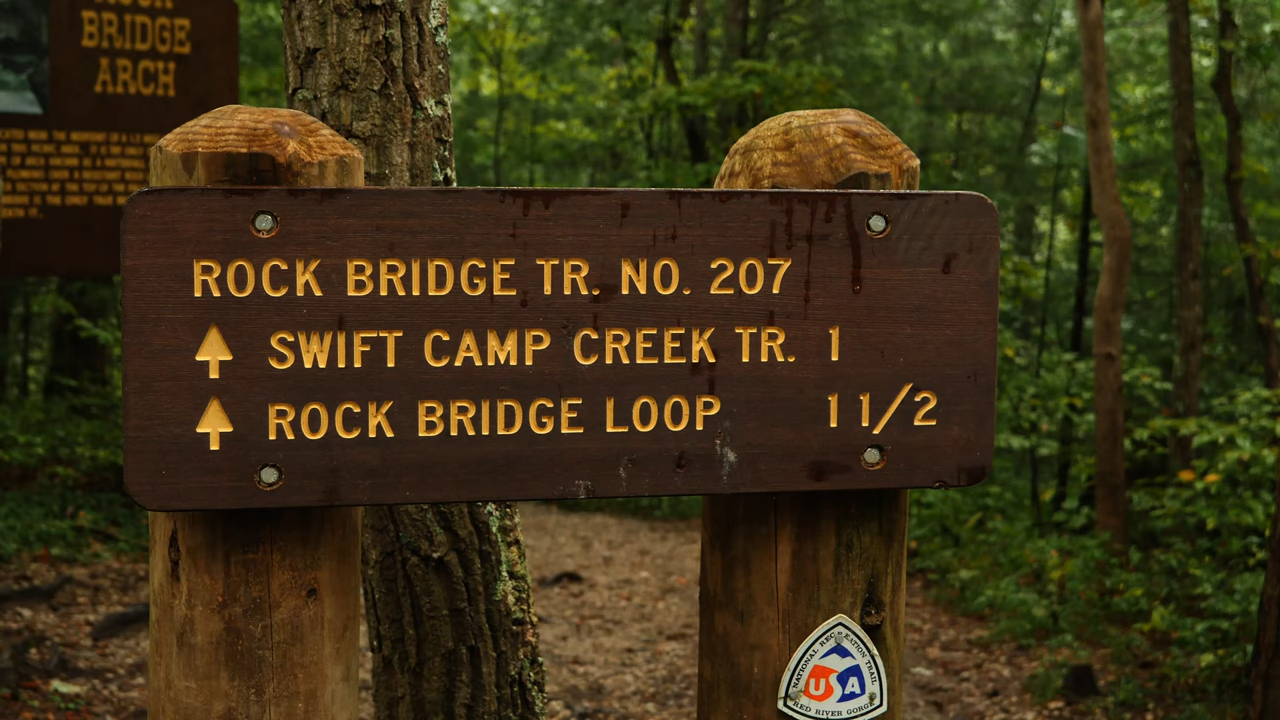 ROCK
BRIDGE
ARCH
ROCK BRIDGE TR. NO. 207
SWIFT CAMP CREEK TR. 1
ROCK BRIDGE LOOP 1 1/2
NATIONAL RECREATION TRAIL
USA
RED RIVER GORGE